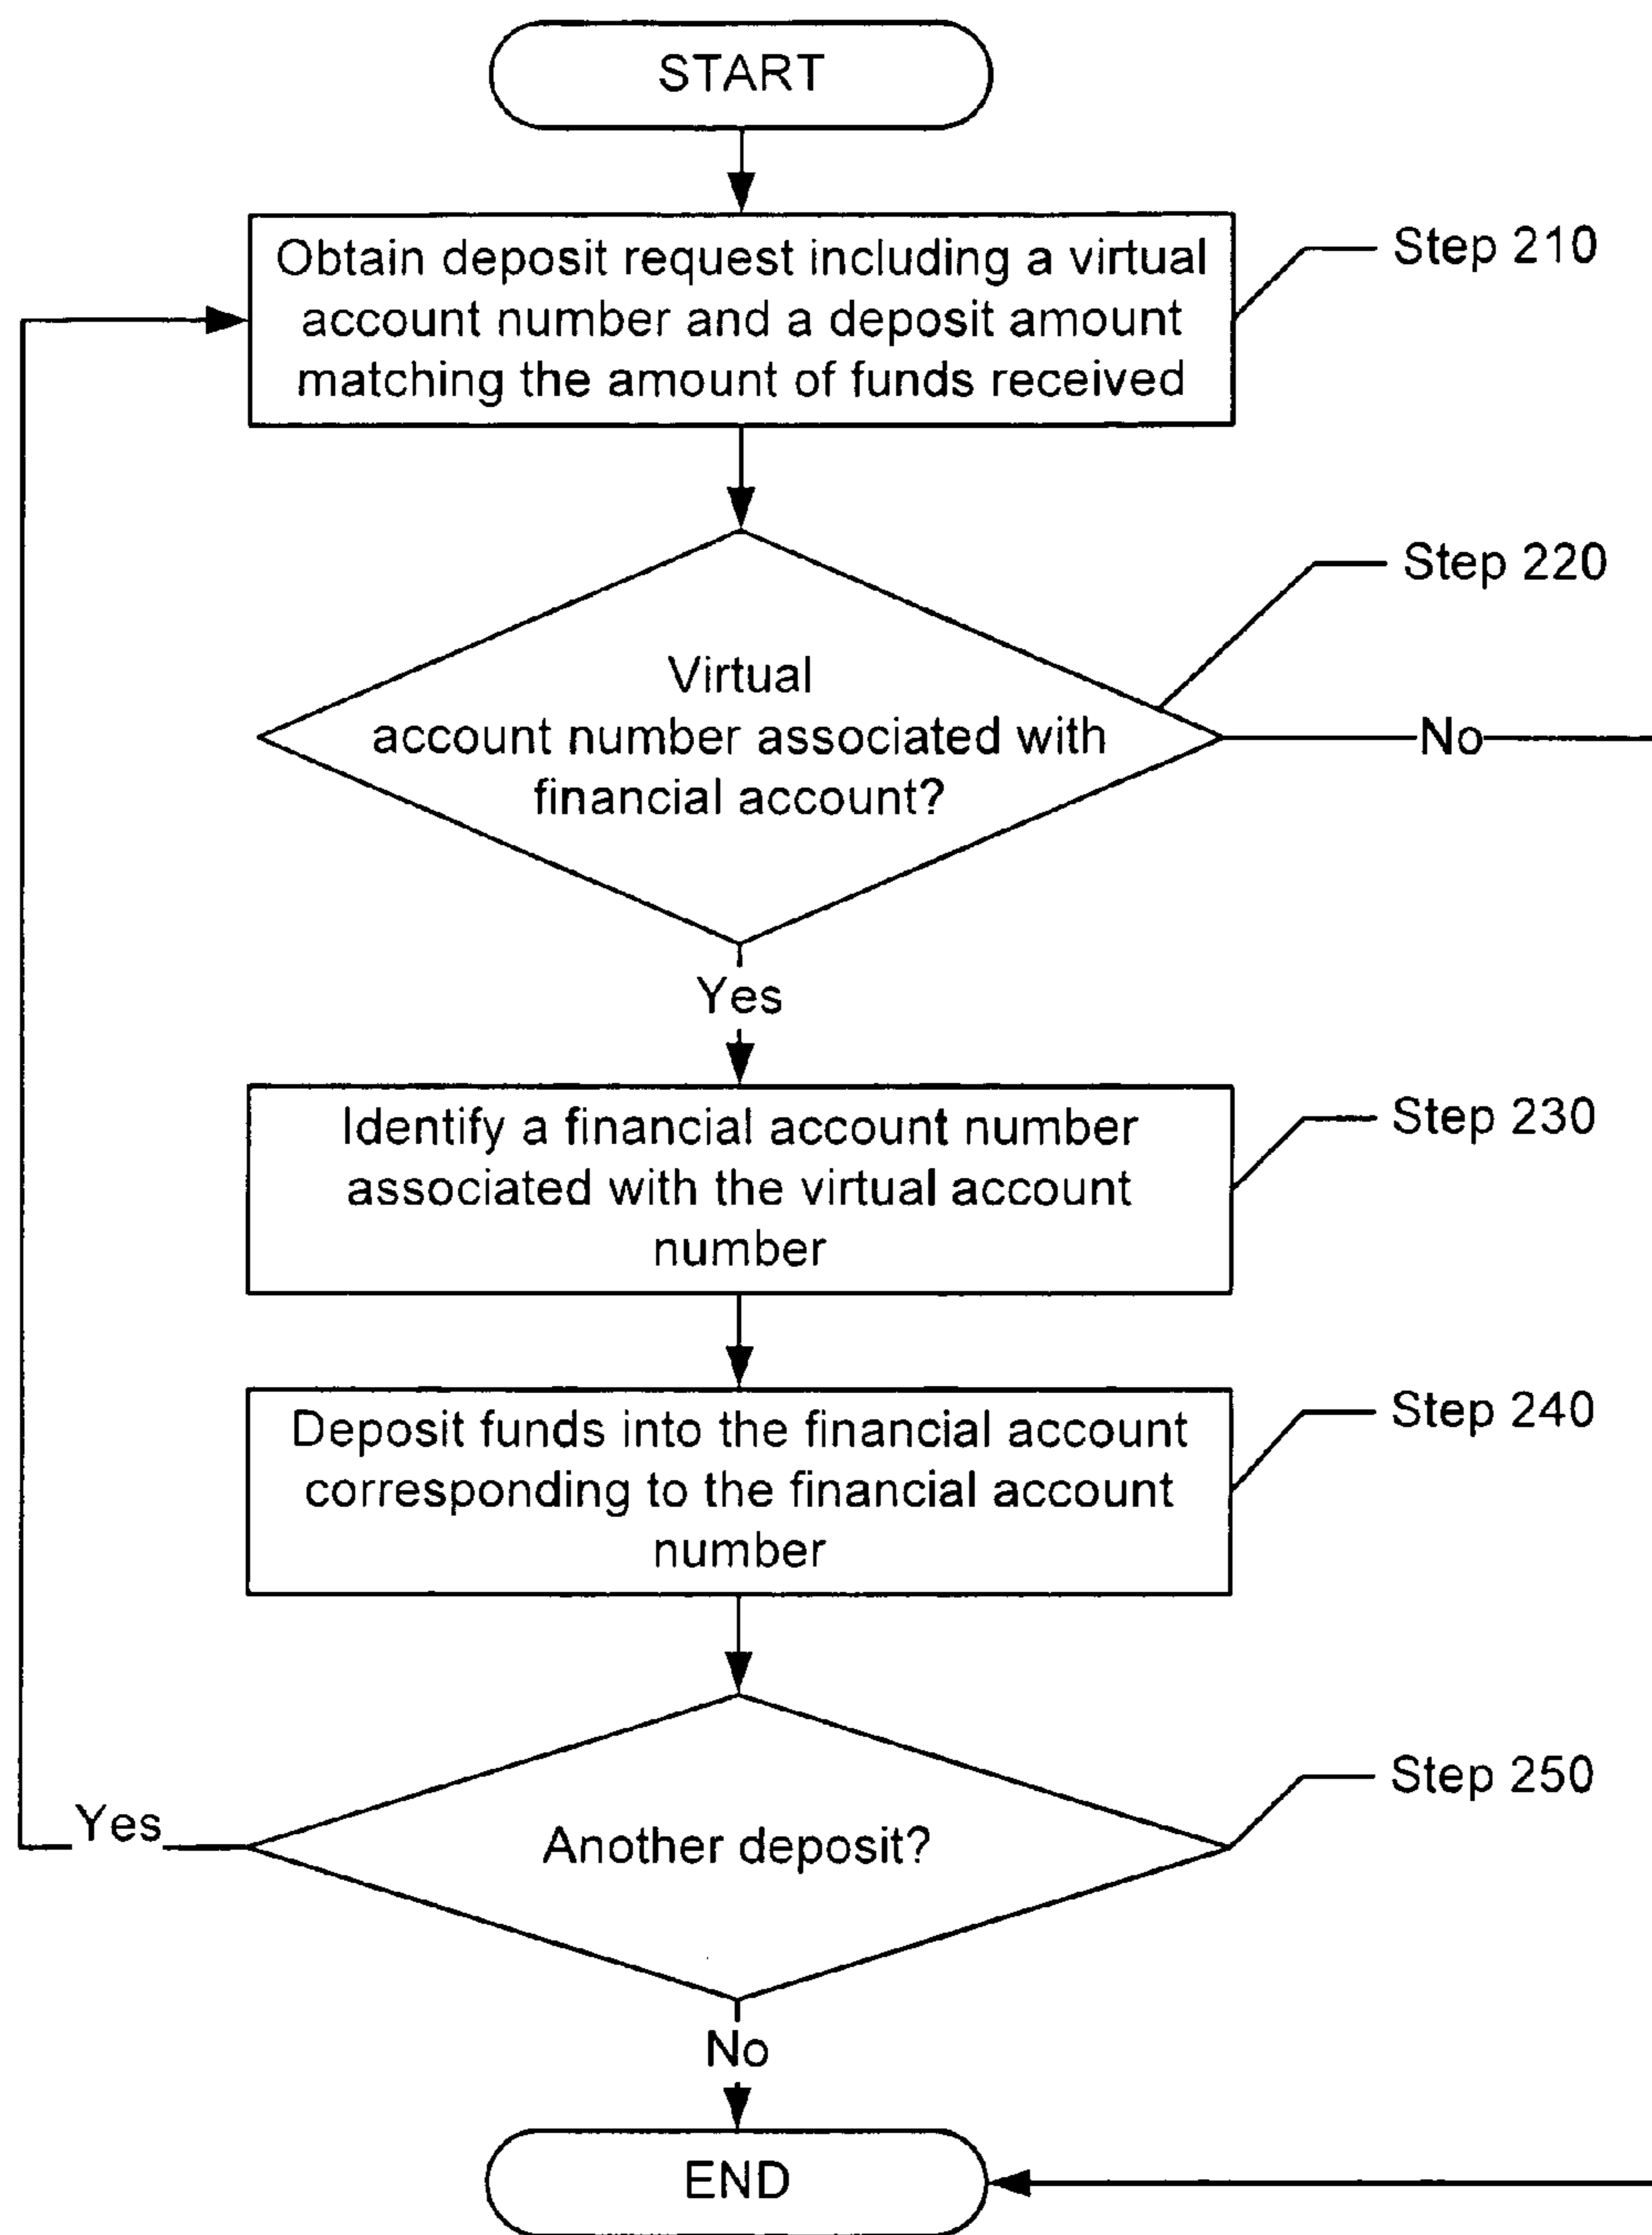 START
Obtain deposit request including a virtual
account number and a deposit amount
matching the amount of funds received
Step 210
Step 220
Virtual
account number associated with
financial account?
No
Yes
Identify a financial account number
associated with the virtual account
number
Step 230
Deposit funds into the financial account
corresponding to the financial account
number
Step 240
Step 250
Another deposit?
Yes
No
END